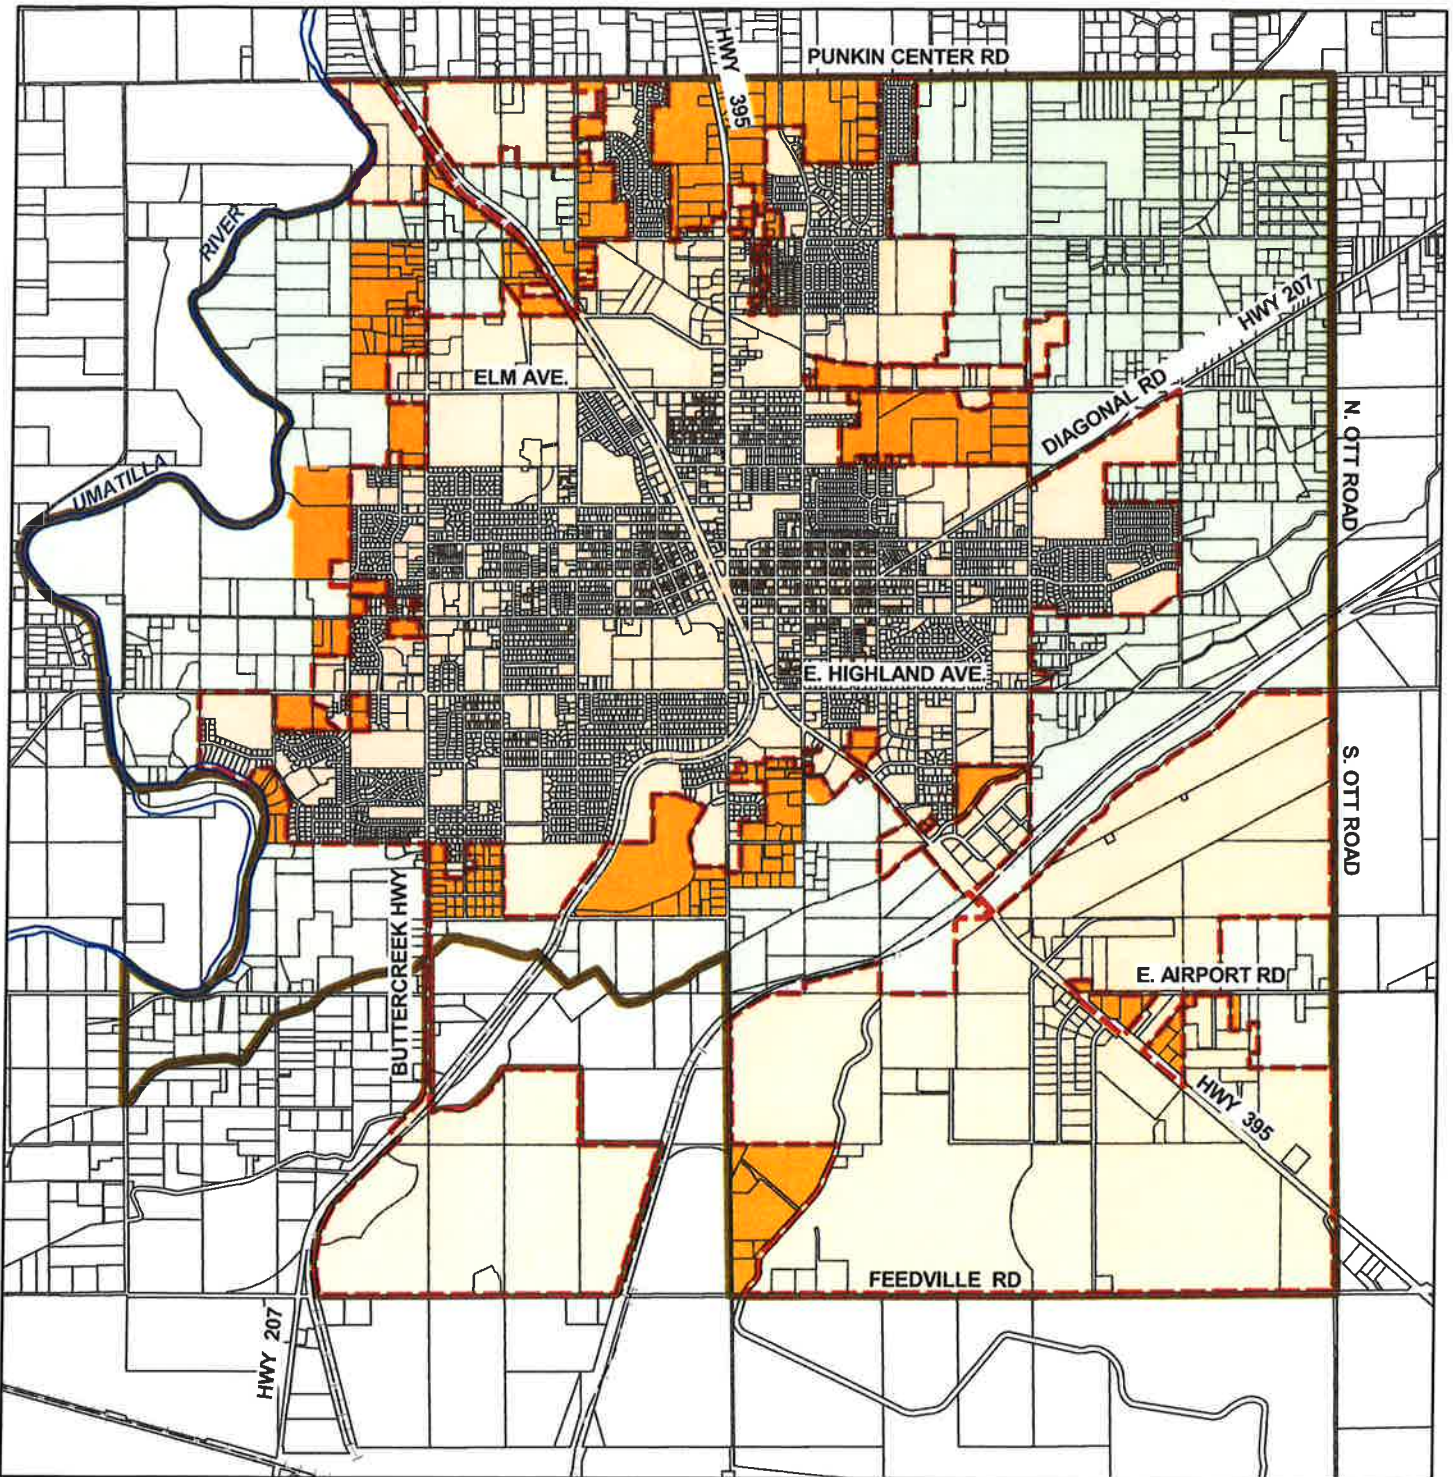 PUNKIN CENTER RD
HWY 395
RIVER
HWY 207
ELM AVE.
DIAGONAL RD
N. OTT ROAD
UMATILLA
E. HIGHLAND AVE.
S. OTT ROAD
BUTTERCREEK HWY
E. AIRPORT RD
HWY 395
FEEDVILLE RD
HWY 207